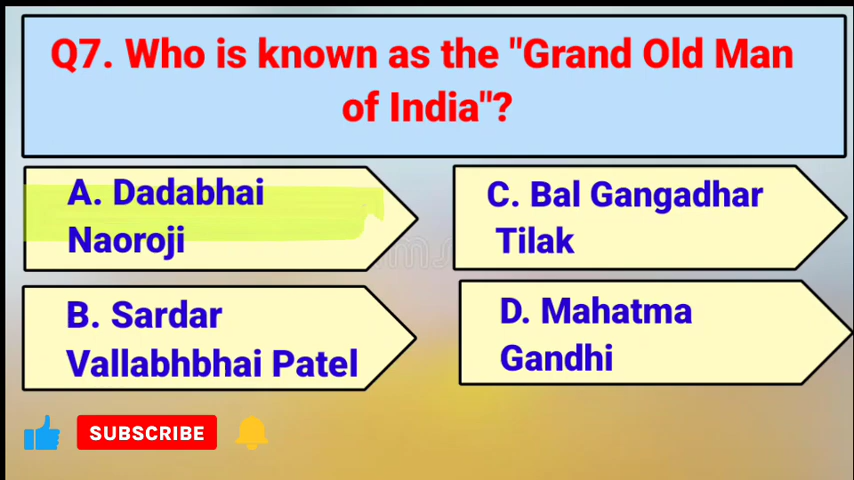 Q7. Who is known as the "Grand Old Man
of India"?
A. Dadabhai
Naoroji
C. Bal Gangadhar
Tilak
B. Sardar
Vallabhbhai Patel
D. Mahatma
Gandhi
SUBSCRIBE